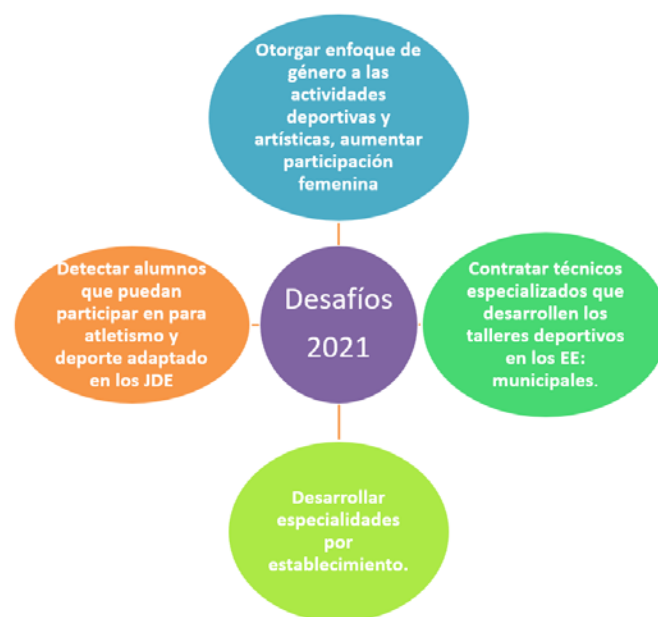 Otorgar enfoque de
género a las
actividades
deportivas y
artísticas, aumentar
participación
femenina
Detectar alumnos
que puedan
participar en para
atletismo y
deporte adaptado
en los JDE
Desafíos
2021
Contratar técnicos
especializados que
desarrollen los
talleres deportivos
en los EE:
municipales.
Desarrollar
especialidades
por
establecimiento.